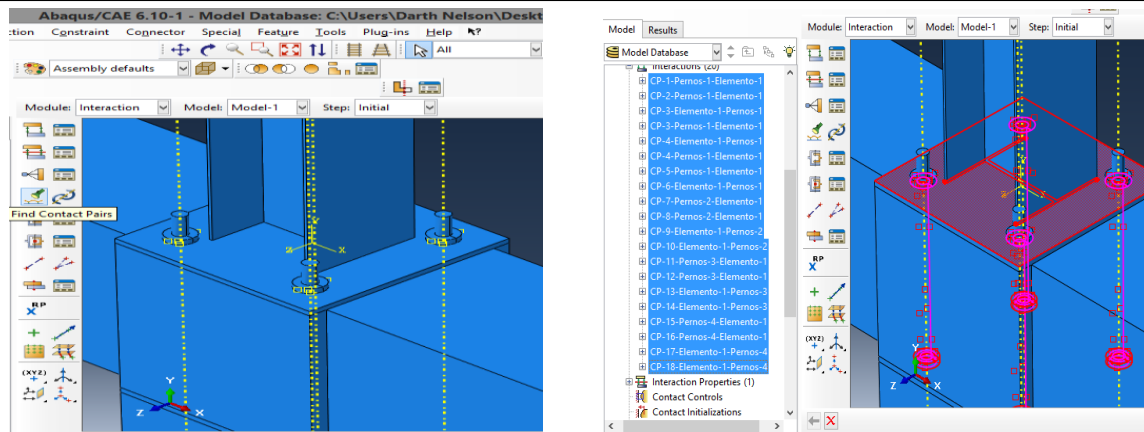 Abaqus/CAE 6.10-1 - Model Database: C:\Users\Darth Nelson\Deskt
ction Constraint Connector Special Feature Tools Plug-ins Help
All
Assembly defaults
Module: Interaction Model: Model-1 Step: Initial
Find Contact Pairs
RP
(XYZ)
Z X
Y
Z X
Model Results
Module: Interaction Model: Model-1 Step: Initial
Model Database
Interactions (20)
CP-1-Pernos-1-Elemento-1
CP-2-Pernos-1-Elemento-1
CP-3-Elemento-1-Pernos-1
CP-3-Pernos-1-Elemento-1
CP-4-Elemento-1-Pernos-1
CP-4-Pernos-1-Elemento-1
CP-5-Pernos-1-Elemento-1
CP-6-Elemento-1-Pernos-1
CP-7-Pernos-2-Elemento-1
CP-8-Pernos-2-Elemento-1
CP-9-Elemento-1-Pernos-2
CP-10-Elemento-1-Pernos-2
CP-11-Pernos-3-Elemento-1
CP-12-Pernos-3-Elemento-1
CP-13-Elemento-1-Pernos-3
CP-14-Elemento-1-Pernos-3
CP-15-Pernos-4-Elemento-1
CP-16-Pernos-4-Elemento-1
CP-17-Elemento-1-Pernos-4
CP-18-Elemento-1-Pernos-4
Interaction Properties (1)
Contact Controls
Contact Initializations
RP
(XYZ)
Y
Z X